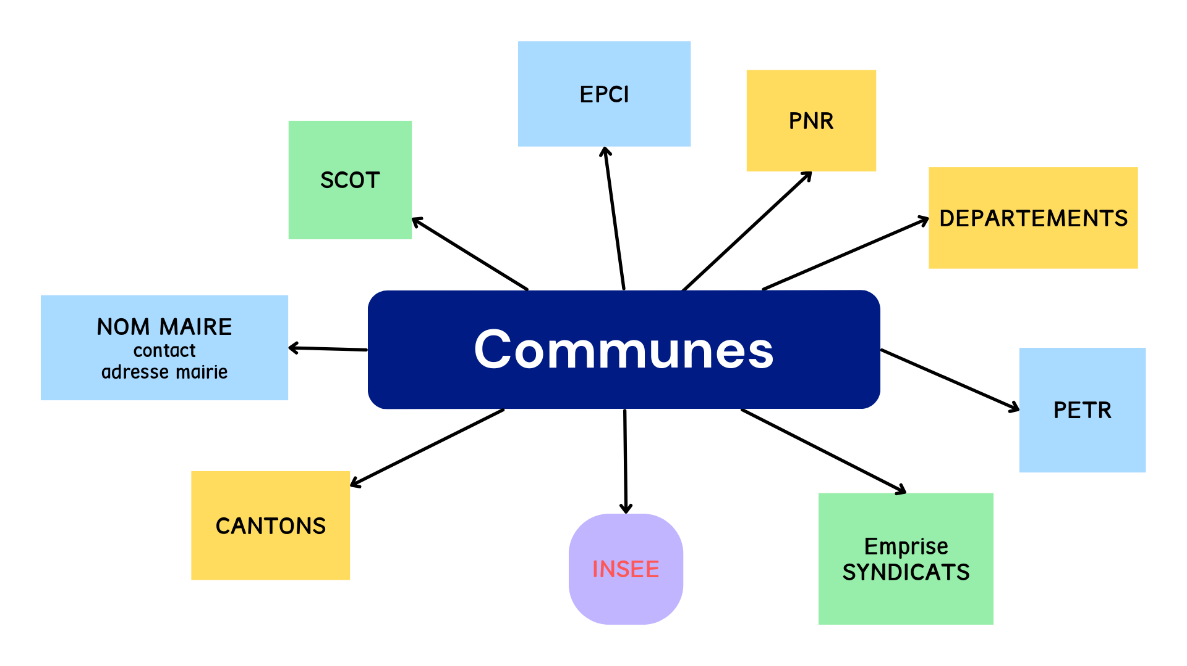 EPCI
PNR
SCOT
DEPARTEMENTS
NOM MAIRE
contact
adresse mairie
Communes
PETR
CANTONS
INSEE
Emprise
SYNDICATS